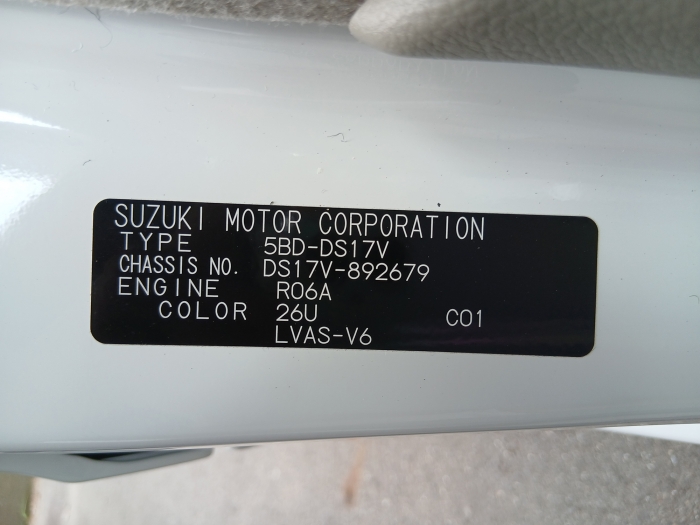 SUZUKI MOTOR CORPORATION
TYPE 5BD-DS17V
CHASSIS NO. DS17V-892679
ENGINE R06A
COLOR 26U C01
LVAS-V6